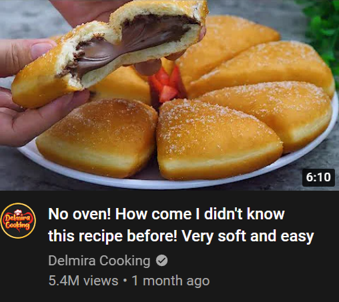 6:10
Delmira
Cooking
No oven! How come I didn't know
this recipe before! Very soft and easy
Delmira Cooking
5.4M views • 1 month ago